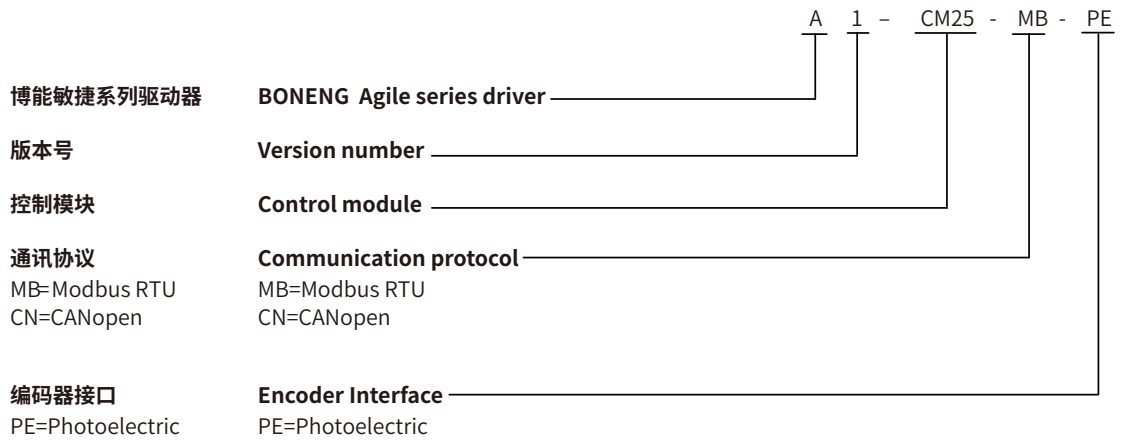 A 1 – CM25 - MB - PE
博能敏捷系列驱动器 BONENG Agile series driver
版本号 Version number
控制模块 Control module
通讯协议 Communication protocol
MB=Modbus RTU MB=Modbus RTU
CN=CANopen CN=CANopen
编码器接口 Encoder Interface
PE=Photoelectric PE=Photoelectric